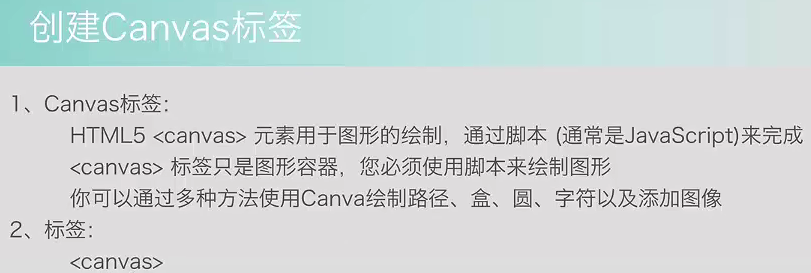 创建Canvas标签
1、Canvas标签：
HTML5 <canvas> 元素用于图形的绘制，通过脚本 (通常是JavaScript)来完成
<canvas> 标签只是图形容器，您必须使用脚本来绘制图形
你可以通过多种方法使用Canva绘制路径、盒、圆、字符以及添加图像
2、标签：
<canvas>